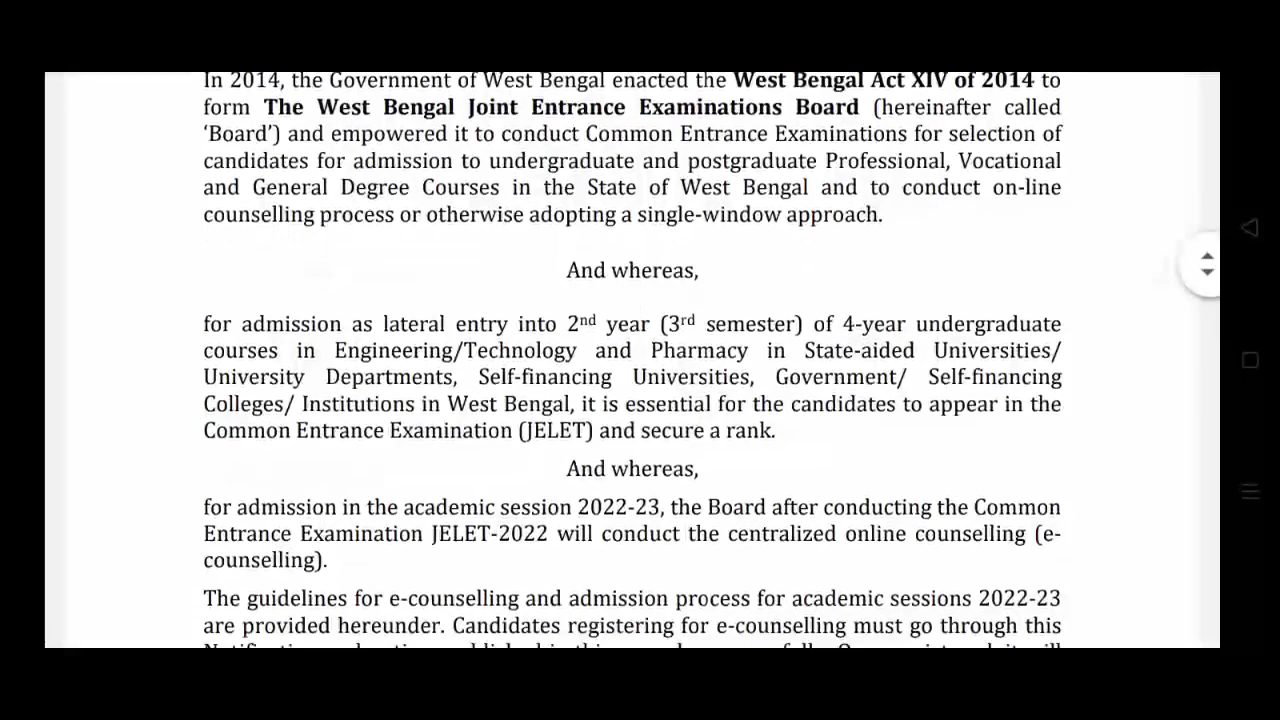 In 2014, the Government of West Bengal enacted the West Bengal Act XIV of 2014 to
form The West Bengal Joint Entrance Examinations Board (hereinafter called
‘Board’) and empowered it to conduct Common Entrance Examinations for selection of
candidates for admission to undergraduate and postgraduate Professional, Vocational
and General Degree Courses in the State of West Bengal and to conduct on-line
counselling process or otherwise adopting a single-window approach.
And whereas,
for admission as lateral entry into 2nd year (3rd semester) of 4-year undergraduate
courses in Engineering/Technology and Pharmacy in State-aided Universities/
University Departments, Self-financing Universities, Government/ Self-financing
Colleges/ Institutions in West Bengal, it is essential for the candidates to appear in the
Common Entrance Examination (JELET) and secure a rank.
And whereas,
for admission in the academic session 2022-23, the Board after conducting the Common
Entrance Examination JELET-2022 will conduct the centralized online counselling (e-
counselling).
The guidelines for e-counselling and admission process for academic sessions 2022-23
are provided hereunder. Candidates registering for e-counselling must go through this